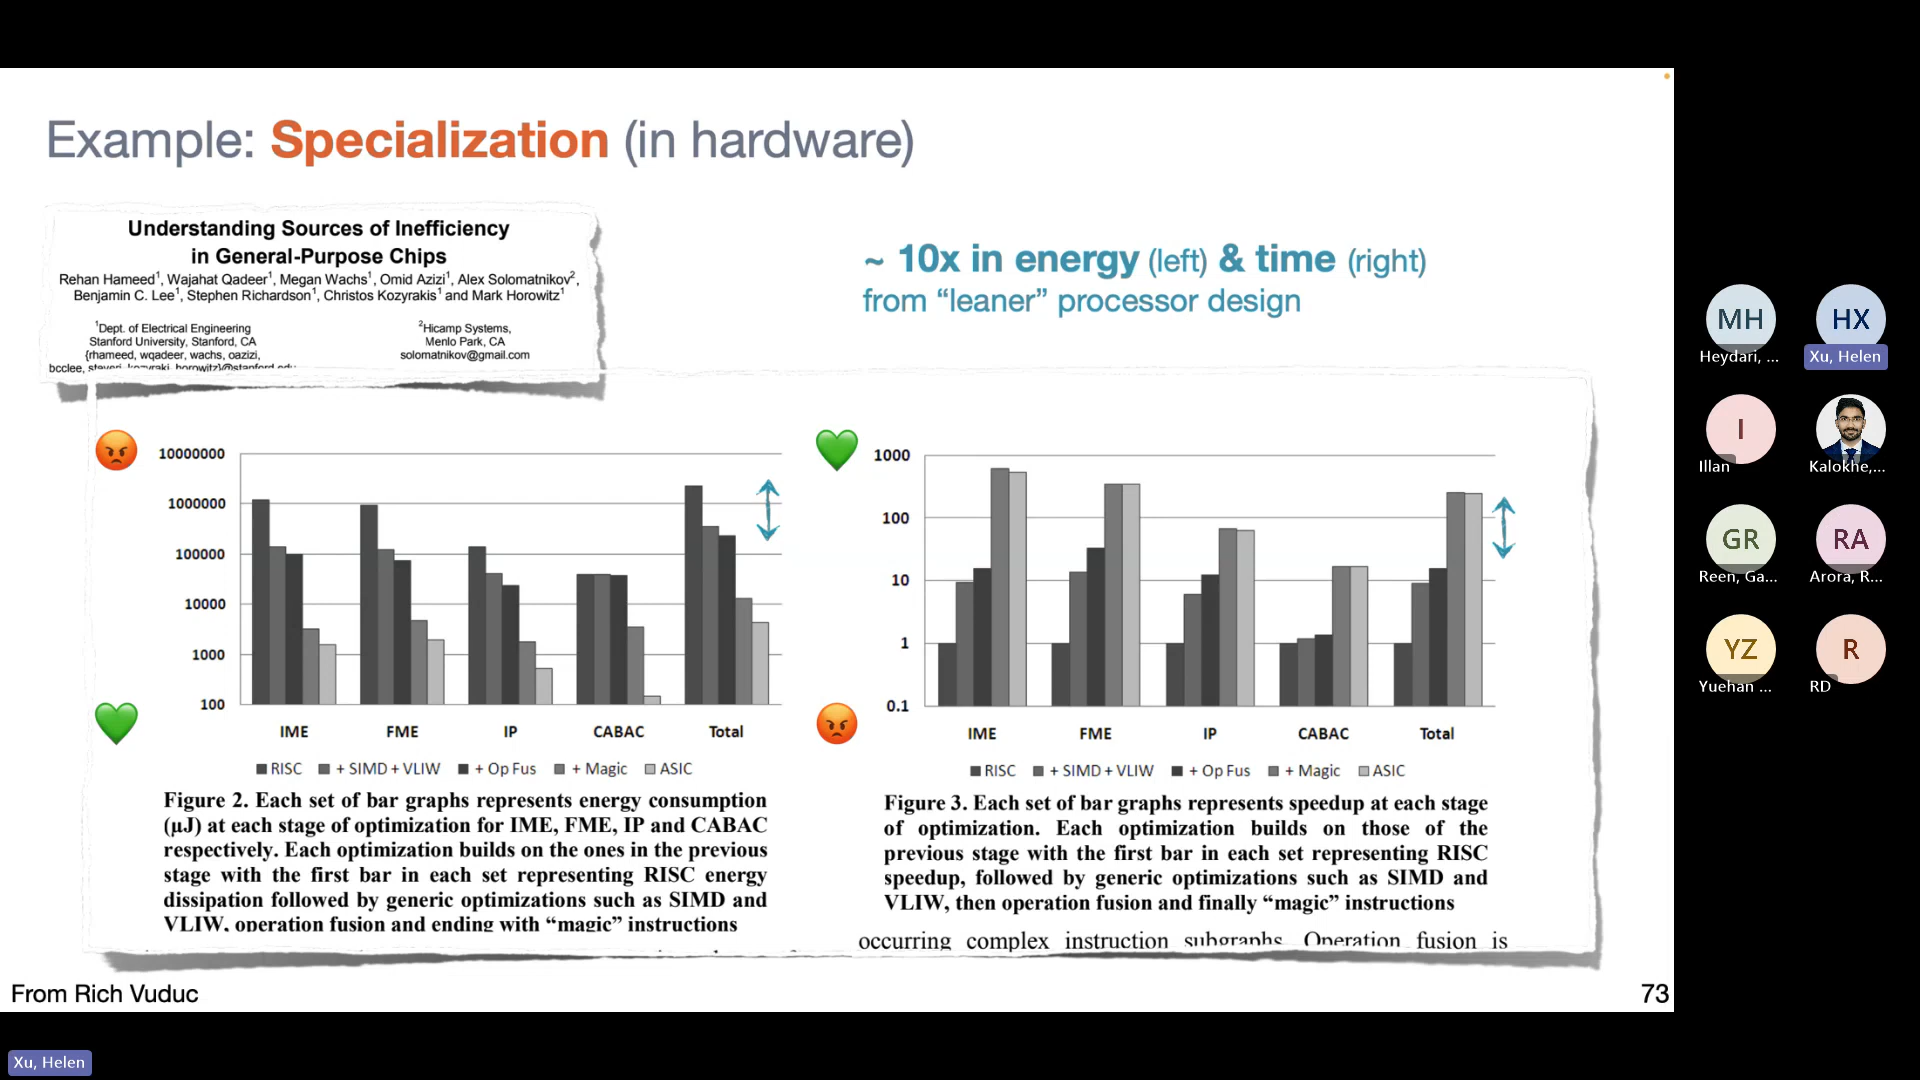 Example: Specialization (in hardware)
Understanding Sources of Inefficiency
in General-Purpose Chips
Rehan Hameed1, Wajahat Qadeer1, Megan Wachs1, Omid Azizi1, Alex Solomatnikov2,
Benjamin C. Lee1, Stephen Richardson1, Christos Kozyrakis1 and Mark Horowitz1
1Dept. of Electrical Engineering
Stanford University, Stanford, CA
{rhameed, wqadeer, wachs, oazizi,
bcclee, steveri, kozyraki, horowitz}@stanford.edu
2Hicamp Systems,
Menlo Park, CA
solomatnikov@gmail.com
~ 10x in energy (left) & time (right)
from “leaner” processor design
10000000
1000000
100000
10000
1000
100
IME FME IP CABAC Total
RISC + SIMD + VLIW + Op Fus + Magic ASIC
Figure 2. Each set of bar graphs represents energy consumption
(µJ) at each stage of optimization for IME, FME, IP and CABAC
respectively. Each optimization builds on the ones in the previous
stage with the first bar in each set representing RISC energy
dissipation followed by generic optimizations such as SIMD and
VLIW, operation fusion and ending with “magic” instructions
1000
100
10
1
0.1
IME FME IP CABAC Total
RISC + SIMD + VLIW + Op Fus + Magic ASIC
Figure 3. Each set of bar graphs represents speedup at each stage
of optimization. Each optimization builds on those of the
previous stage with the first bar in each set representing RISC
speedup, followed by generic optimizations such as SIMD and
VLIW, then operation fusion and finally “magic” instructions
occurring complex instruction subgraphs. Operation fusion is
From Rich Vuduc
73
MH
Heydari, ...
HX
Xu, Helen
I
Illan
Kalokhe,...
GR
Reen, Ga...
RA
Arora, R...
YZ
Yuehan ...
R
RD
Xu, Helen